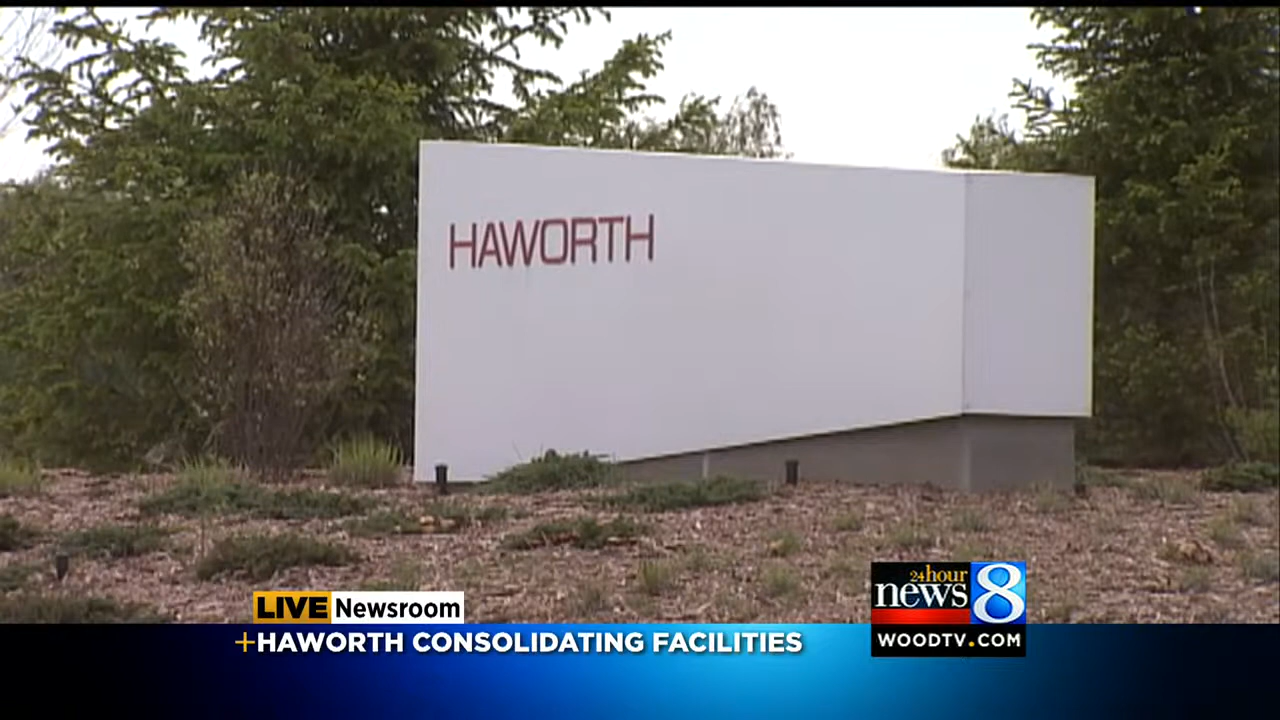 HAWORTH
LIVE Newsroom
+HAWORTH CONSOLIDATING FACILITIES
24hour
news 8
WOODTV.COM